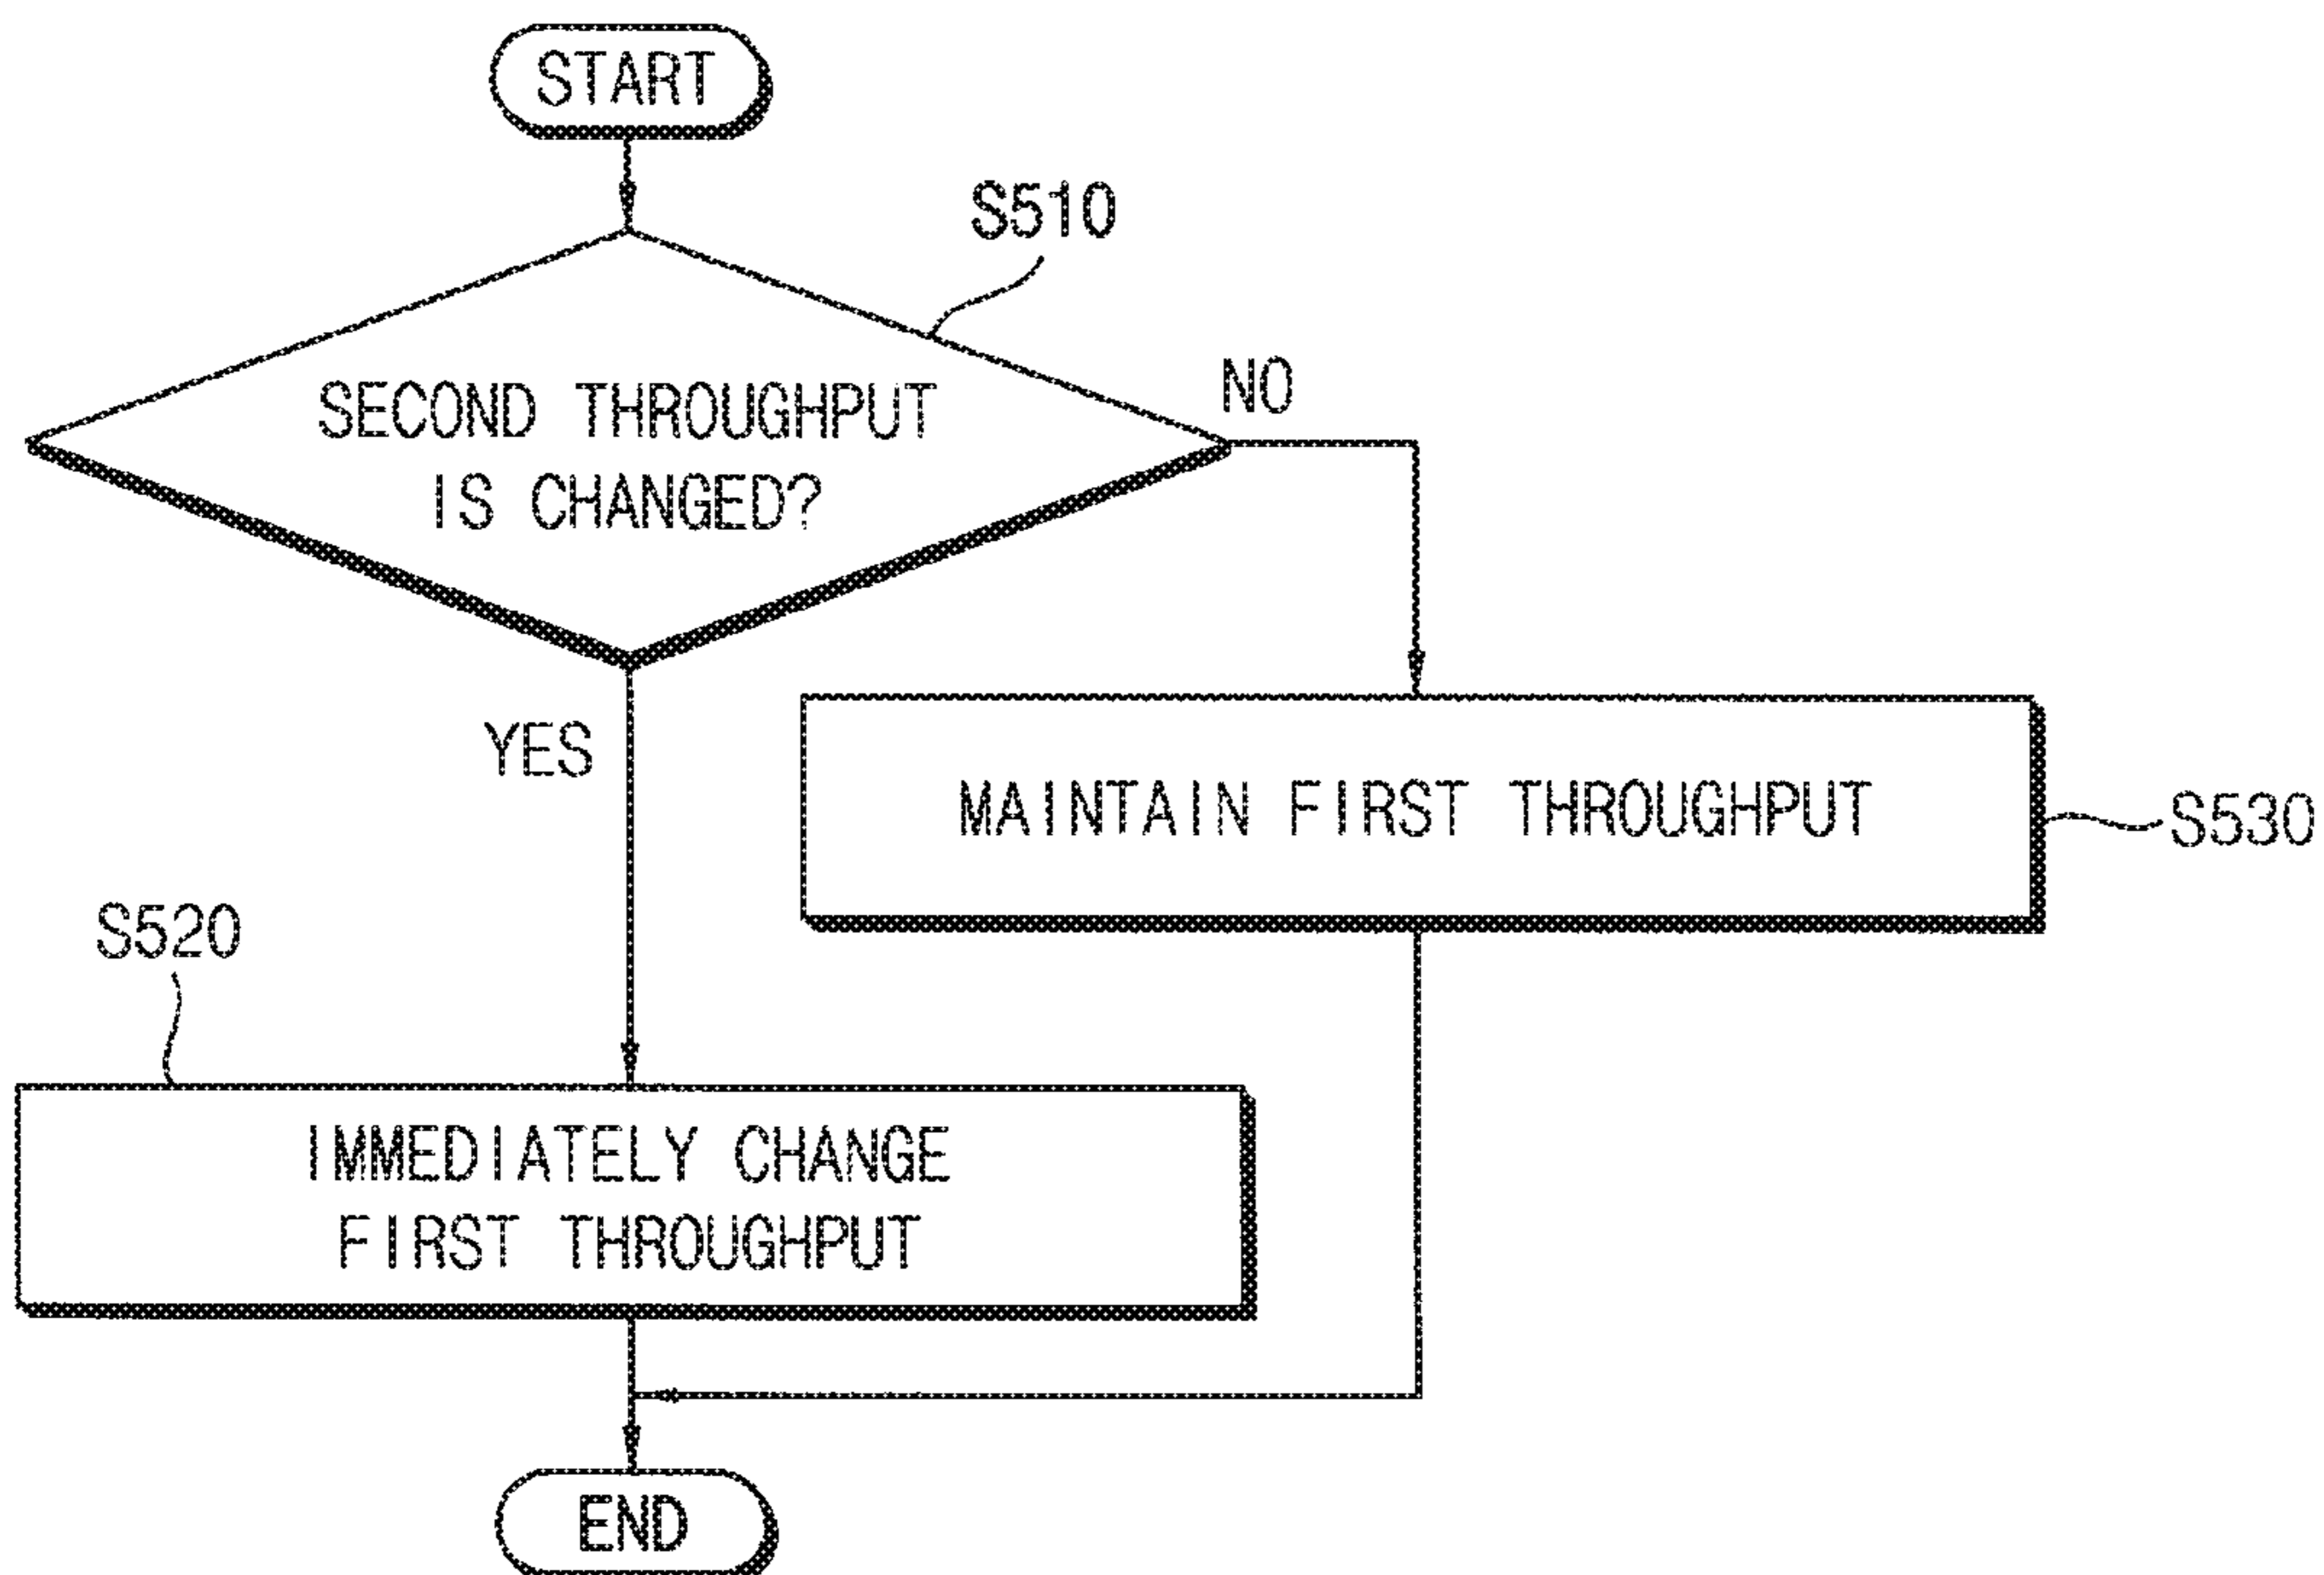 START
S510
SECOND THROUGHPUT
IS CHANGED?
NO
YES
MAINTAIN FIRST THROUGHPUT
S530
S520
IMMEDIATELY CHANGE
FIRST THROUGHPUT
END